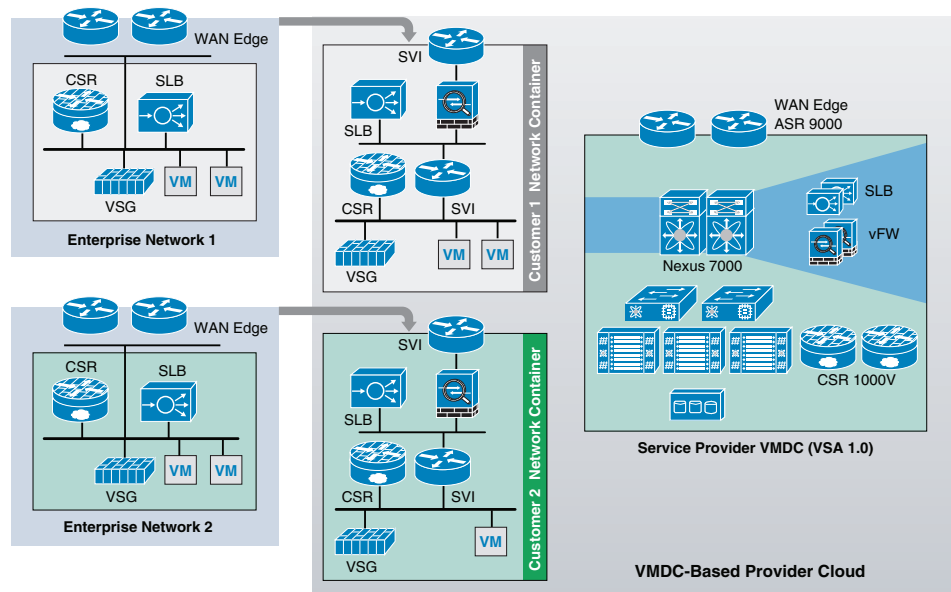 WAN Edge
CSR
SLB
VSG
VM
VM
Enterprise Network 1
WAN Edge
CSR
SLB
VSG
VM
VM
Enterprise Network 2
SVI
SLB
CSR
SVI
VSG
VM
VM
Customer 1 Network Container
SVI
SLB
CSR
SVI
VSG
VM
Customer 2 Network Container
WAN Edge
ASR 9000
SLB
vFW
Nexus 7000
CSR 1000V
Service Provider VMDC (VSA 1.0)
VMDC-Based Provider Cloud